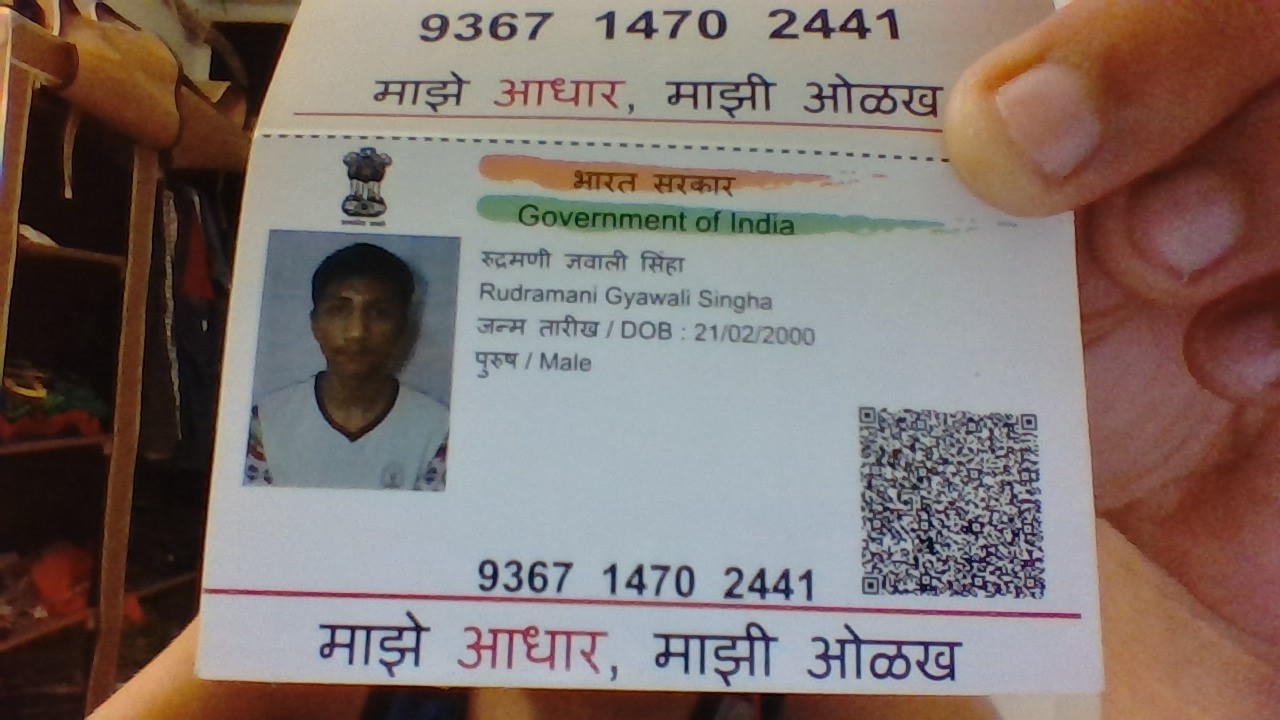 9367 1470 2441
माझे आधार, माझी ओळख
भारत सरकार
Government of India
रुद्रमणी ज्ञवाली सिंहा
Rudramani Gyawali Singha
जन्म तारीख / DOB : 21/02/2000
पुरुष / Male
9367 1470 2441
माझे आधार, माझी ओळख